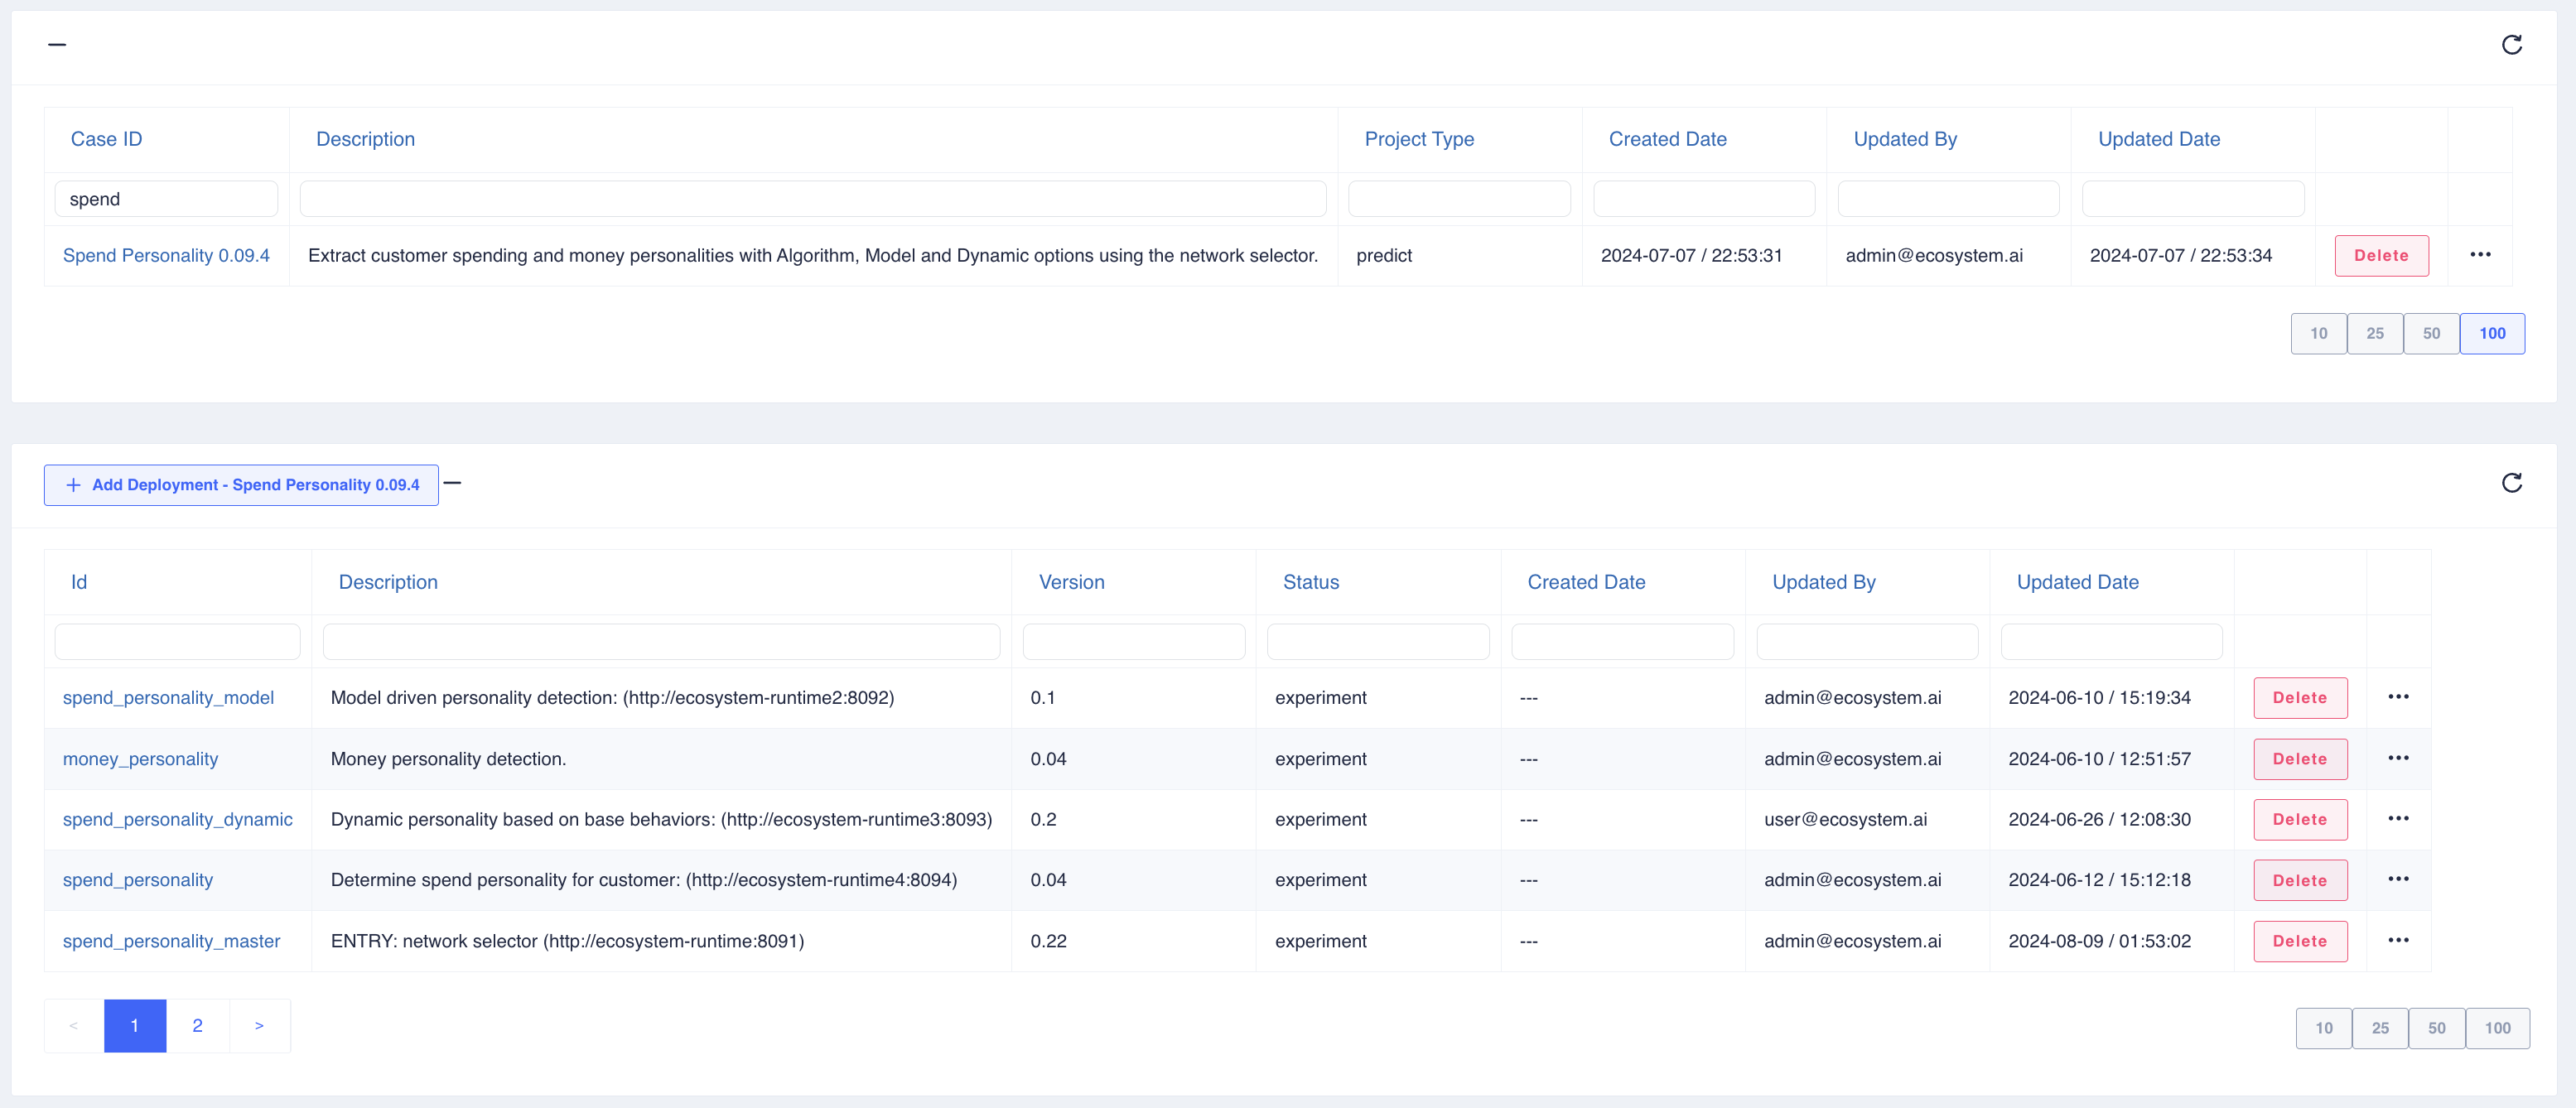 Case ID Description Project Type Created Date Updated By Updated Date
spend
Spend Personality 0.09.4 Extract customer spending and money personalities with Algorithm, Model and Dynamic options using the network selector. predict 2024-07-07 / 22:53:31 admin@ecosystem.ai 2024-07-07 / 22:53:34 Delete ...
10 25 50 100
+ Add Deployment - Spend Personality 0.09.4
Id Description Version Status Created Date Updated By Updated Date
spend_personality_model Model driven personality detection: (http://ecosystem-runtime2:8092) 0.1 experiment --- admin@ecosystem.ai 2024-06-10 / 15:19:34 Delete ...
money_personality Money personality detection. 0.04 experiment --- admin@ecosystem.ai 2024-06-10 / 12:51:57 Delete ...
spend_personality_dynamic Dynamic personality based on base behaviors: (http://ecosystem-runtime3:8093) 0.2 experiment --- user@ecosystem.ai 2024-06-26 / 12:08:30 Delete ...
spend_personality Determine spend personality for customer: (http://ecosystem-runtime4:8094) 0.04 experiment --- admin@ecosystem.ai 2024-06-12 / 15:12:18 Delete ...
spend_personality_master ENTRY: network selector (http://ecosystem-runtime:8091) 0.22 experiment --- admin@ecosystem.ai 2024-08-09 / 01:53:02 Delete ...
< 1 2 > 10 25 50 100